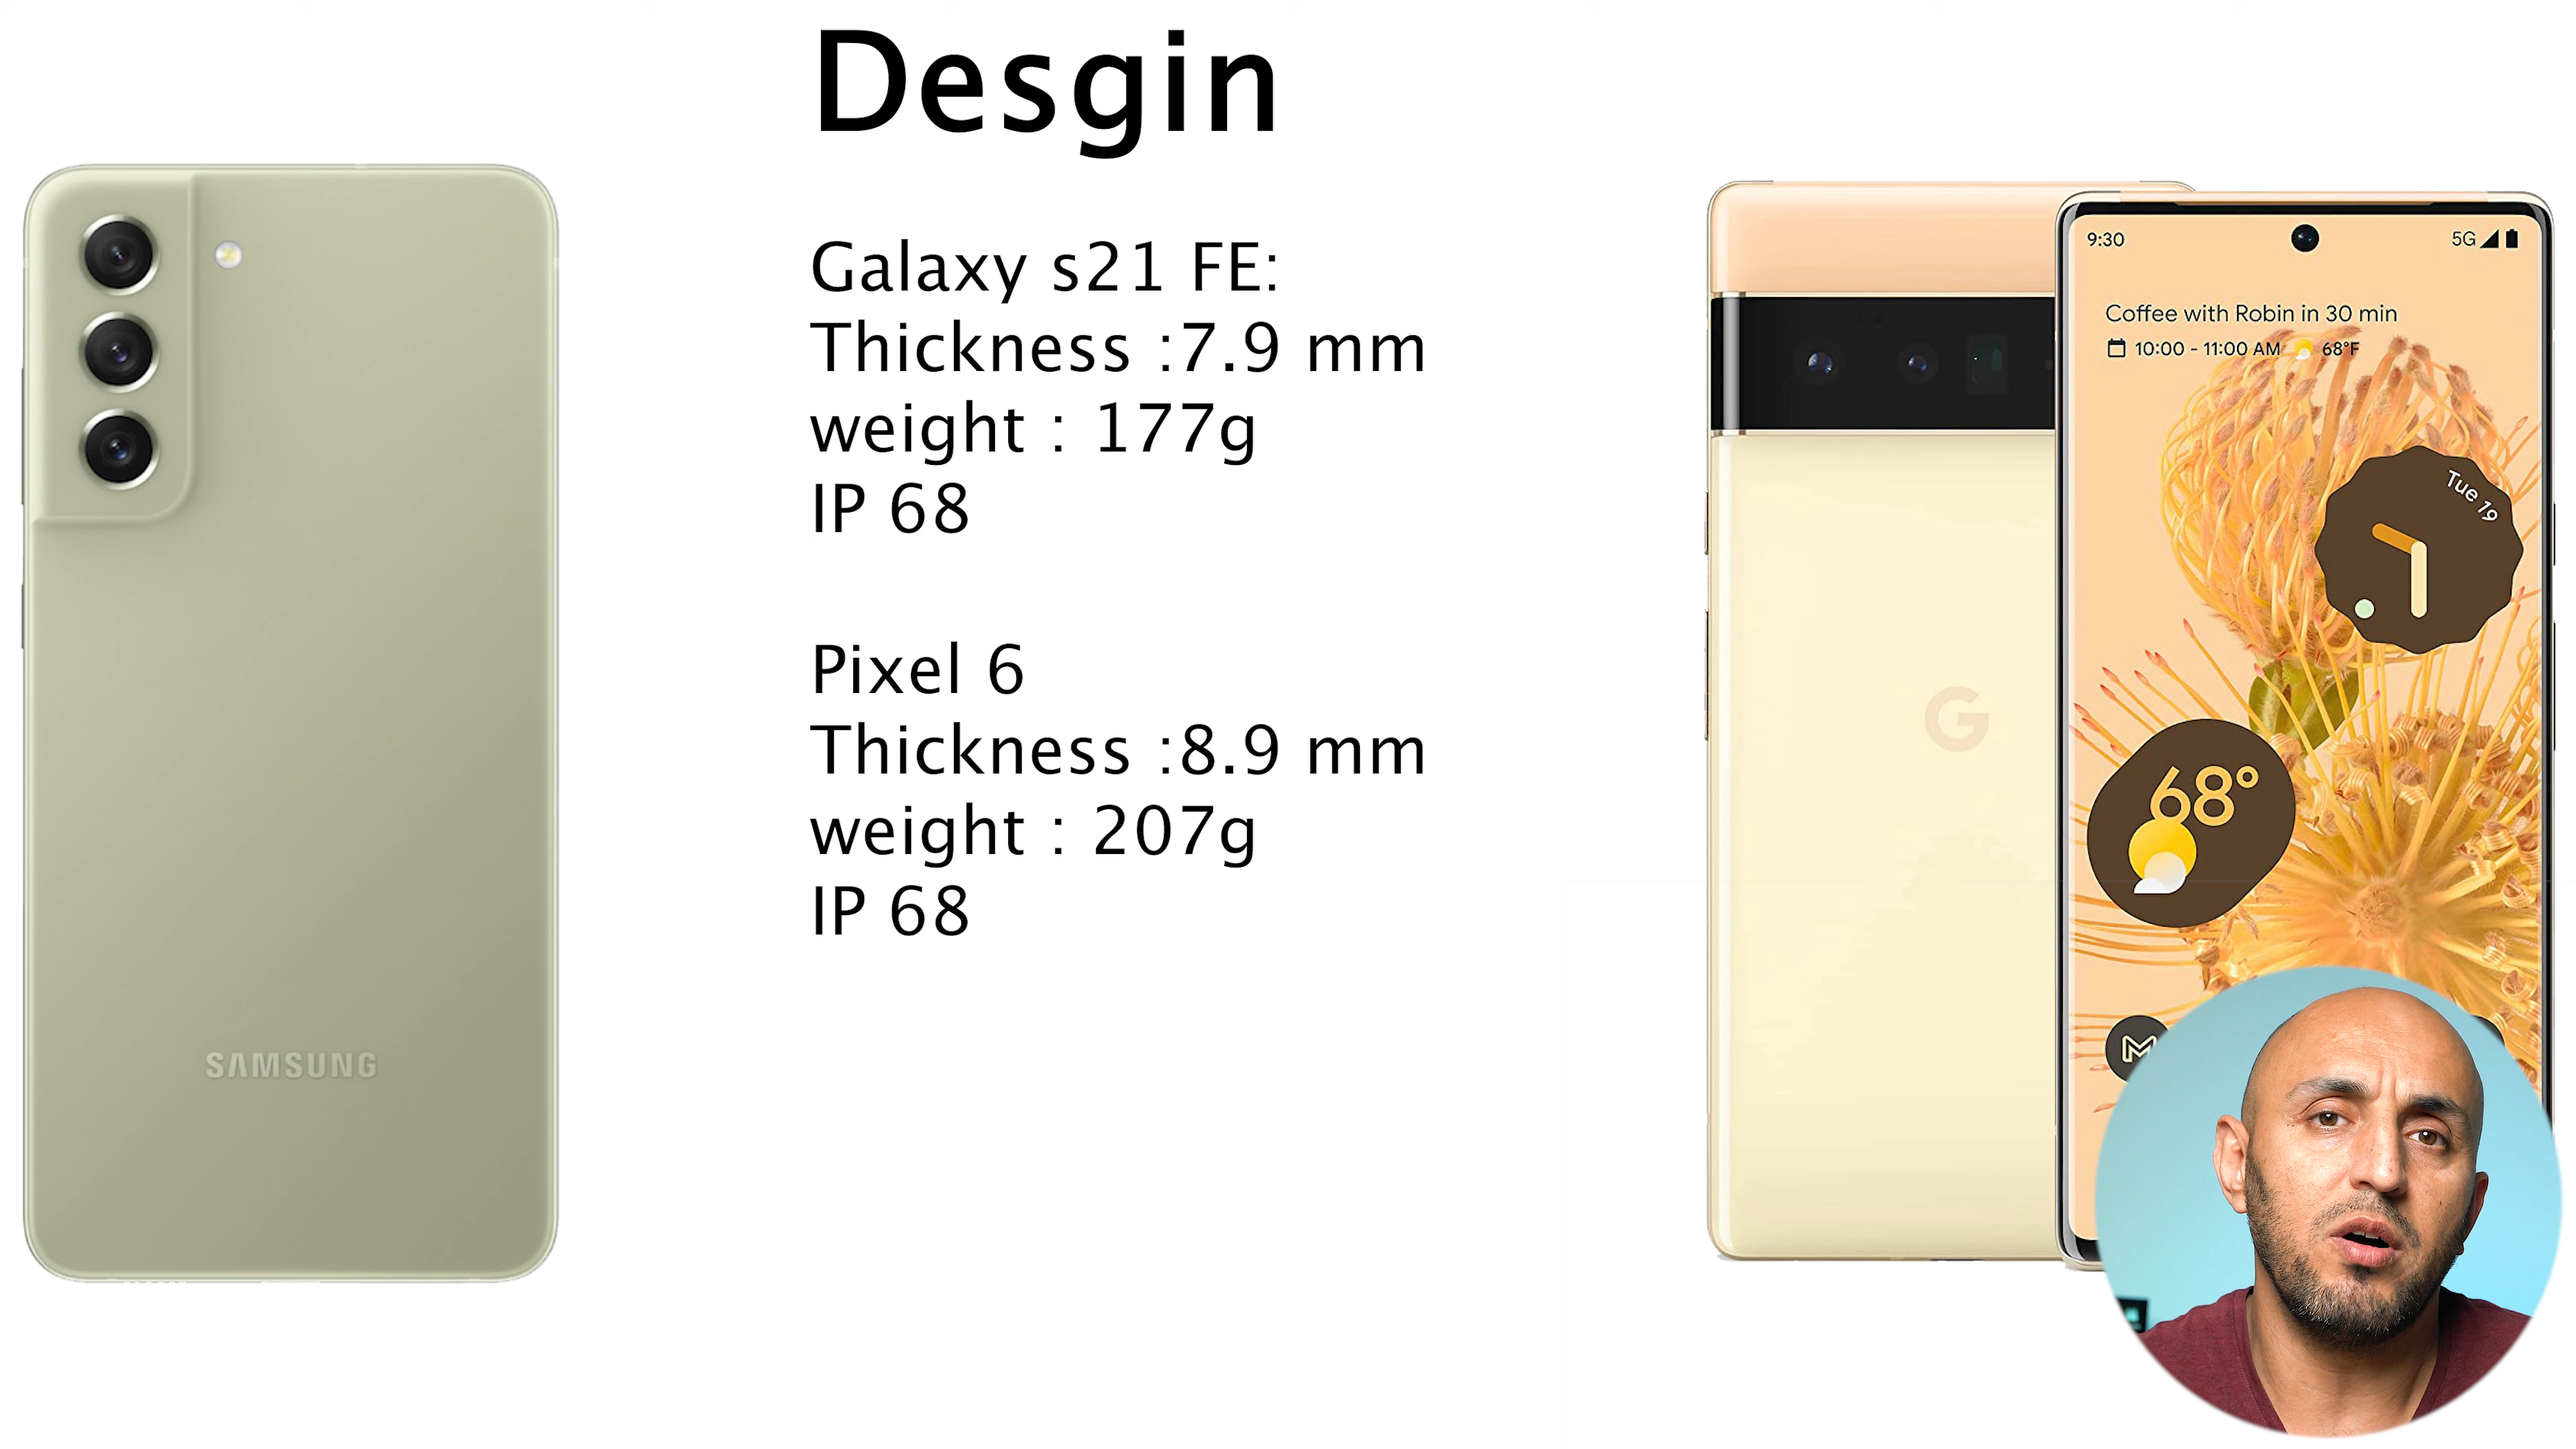 Desgin
Galaxy s21 FE:
Thickness :7.9 mm
weight : 177g
IP 68
Pixel 6
Thickness :8.9 mm
weight : 207g
IP 68
SAMSUNG
G
9:30
5G
Coffee with Robin in 30 min
10:00 - 11:00 AM 68°F
Tue 19
68°